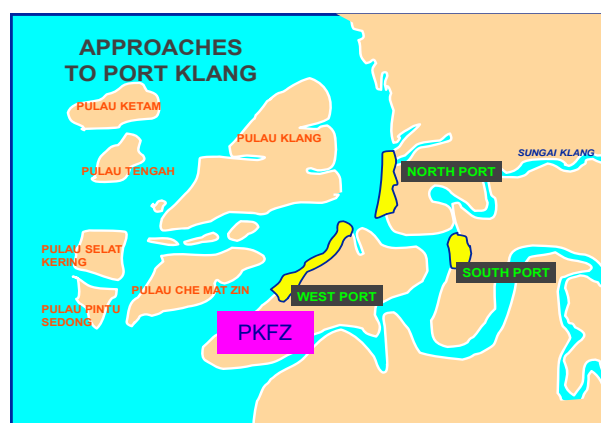 APPROACHES
TO PORT KLANG
PULAU KETAM
PULAU KLANG
SUNGAI KLANG
PULAU TENGAH
NORTH PORT
PULAU SELAT
KERING
SOUTH PORT
PULAU CHE MAT ZIN
WEST PORT
PULAU PINTU
SEDONG
PKFZ